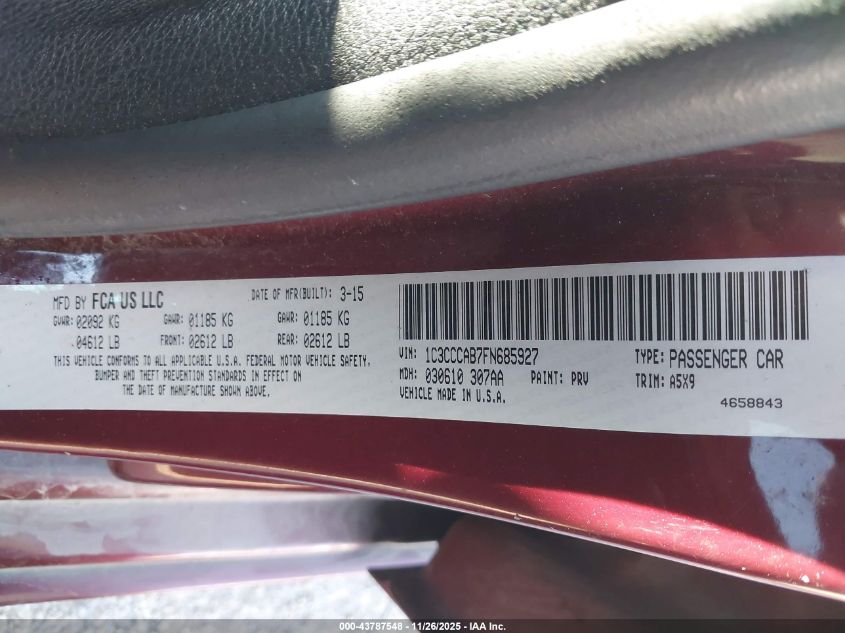 MFD BY FCA US LLC
DATE OF MFR(BUILT): 3-15
GVWR: 02092 KG GAWR: 01185 KG GAWR: 01185 KG
04612 LB FRONT: 02612 LB REAR: 02612 LB
THIS VEHICLE CONFORMS TO ALL APPLICABLE U.S.A. FEDERAL MOTOR VEHICLE SAFETY,
BUMPER AND THEFT PREVENTION STANDARDS IN EFFECT ON
THE DATE OF MANUFACTURE SHOWN ABOVE.
VIN: 1C3CCCAB7FN685927 TYPE: PASSENGER CAR
MDH: 030610 307AA PAINT: PRV TRIM: A5X9
VEHICLE MADE IN U.S.A.
4658843
000-43787548 - 11/26/2025 - IAA Inc.